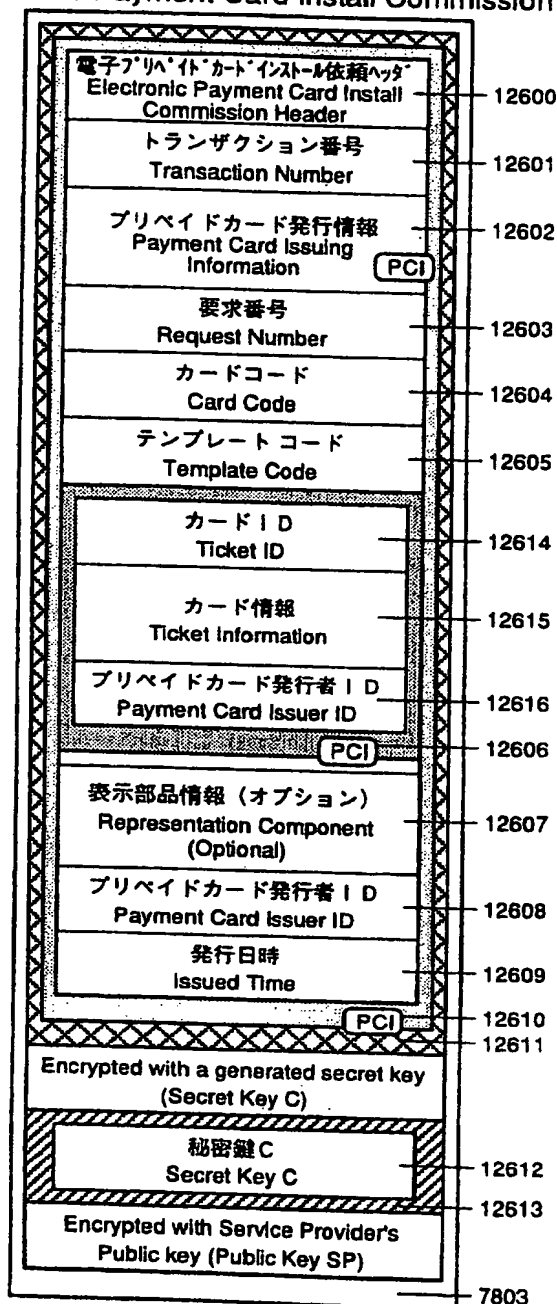 Payment Card Install Commission
電子プリペイドカードインストール依頼ヘッダ
Electronic Payment Card Install
Commission Header
12600
トランザクション番号
Transaction Number
12601
プリペイドカード発行情報
Payment Card Issuing
Information
12602
PCI
要求番号
Request Number
12603
カードコード
Card Code
12604
テンプレート コード
Template Code
12605
カードID
Ticket ID
12614
カード情報
Ticket Information
12615
プリペイドカード発行者ID
Payment Card Issuer ID
12616
PCI
12606
表示部品情報（オプション）
Representation Component
(Optional)
12607
プリペイドカード発行者ID
Payment Card Issuer ID
12608
発行日時
Issued Time
12609
PCI
12610
12611
Encrypted with a generated secret key
(Secret Key C)
秘密鍵C
Secret Key C
12612
12613
Encrypted with Service Provider's
Public key (Public Key SP)
7803